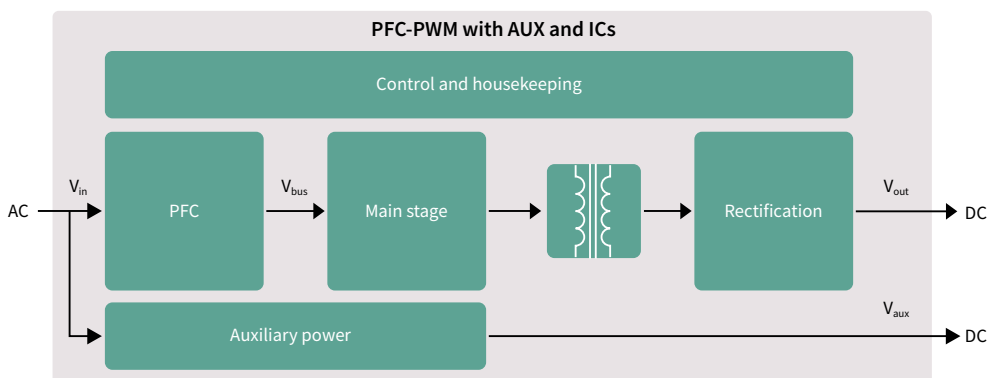 PFC-PWM with AUX and ICs
Control and housekeeping
AC
Vin
PFC
Vbus
Main stage
Rectification
Vout
DC
Auxiliary power
Vaux
DC